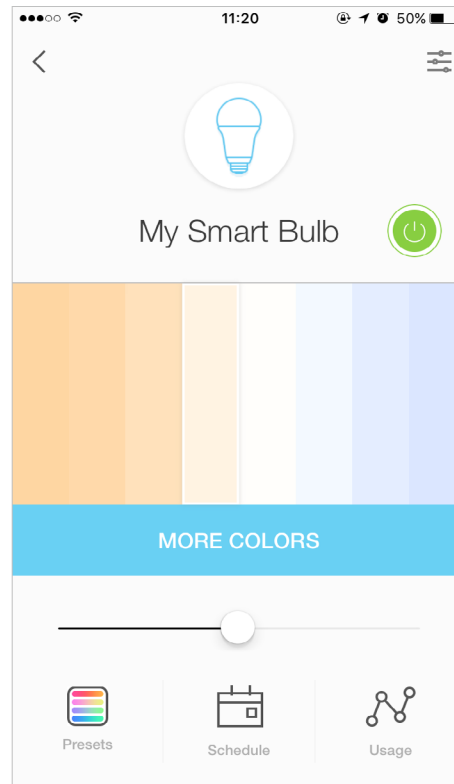 11:20
50%
My Smart Bulb
MORE COLORS
Presets
Schedule
Usage